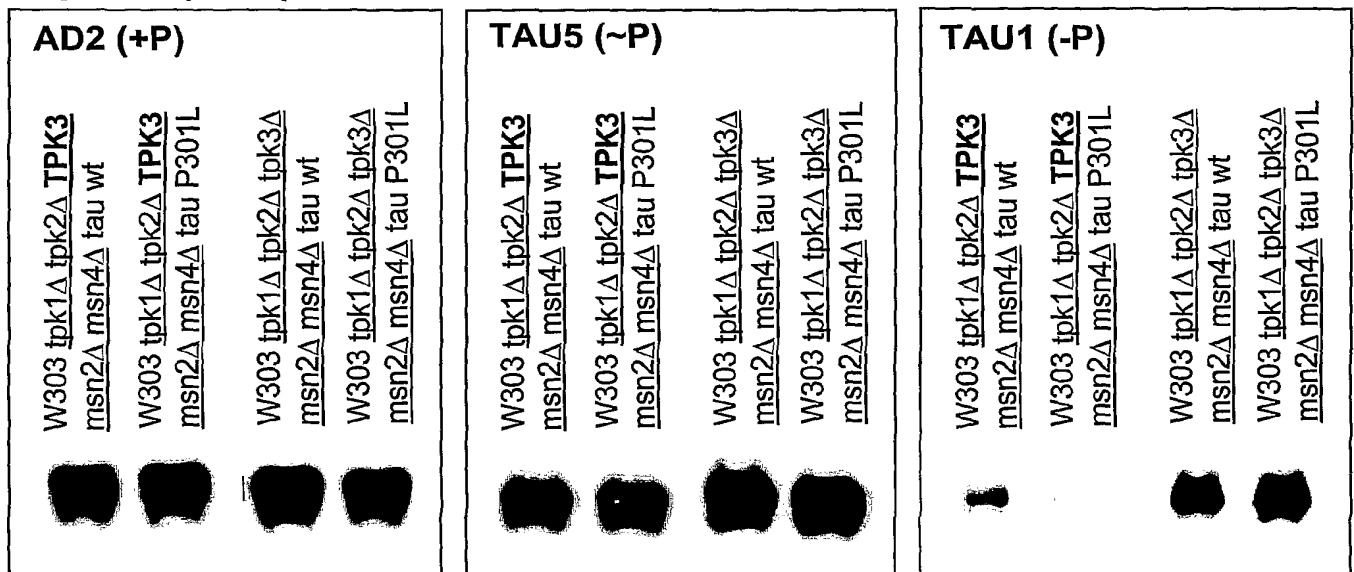 AD2 (+P)
W303 tpk1Δ tpk2Δ TPK3
msn2Δ msn4Δ tau wt
W303 tpk1Δ tpk2Δ TPK3
msn2Δ msn4Δ tau P301L
W303 tpk1Δ tpk2Δ tpk3Δ
msn2Δ msn4Δ tau wt
W303 tpk1Δ tpk2Δ tpk3Δ
msn2Δ msn4Δ tau P301L
TAU5 (~P)
W303 tpk1Δ tpk2Δ TPK3
msn2Δ msn4Δ tau wt
W303 tpk1Δ tpk2Δ TPK3
msn2Δ msn4Δ tau P301L
W303 tpk1Δ tpk2Δ tpk3Δ
msn2Δ msn4Δ tau wt
W303 tpk1Δ tpk2Δ tpk3Δ
msn2Δ msn4Δ tau P301L
TAU1 (-P)
W303 tpk1Δ tpk2Δ TPK3
msn2Δ msn4Δ tau wt
W303 tpk1Δ tpk2Δ TPK3
msn2Δ msn4Δ tau P301L
W303 tpk1Δ tpk2Δ tpk3Δ
msn2Δ msn4Δ tau wt
W303 tpk1Δ tpk2Δ tpk3Δ
msn2Δ msn4Δ tau P301L